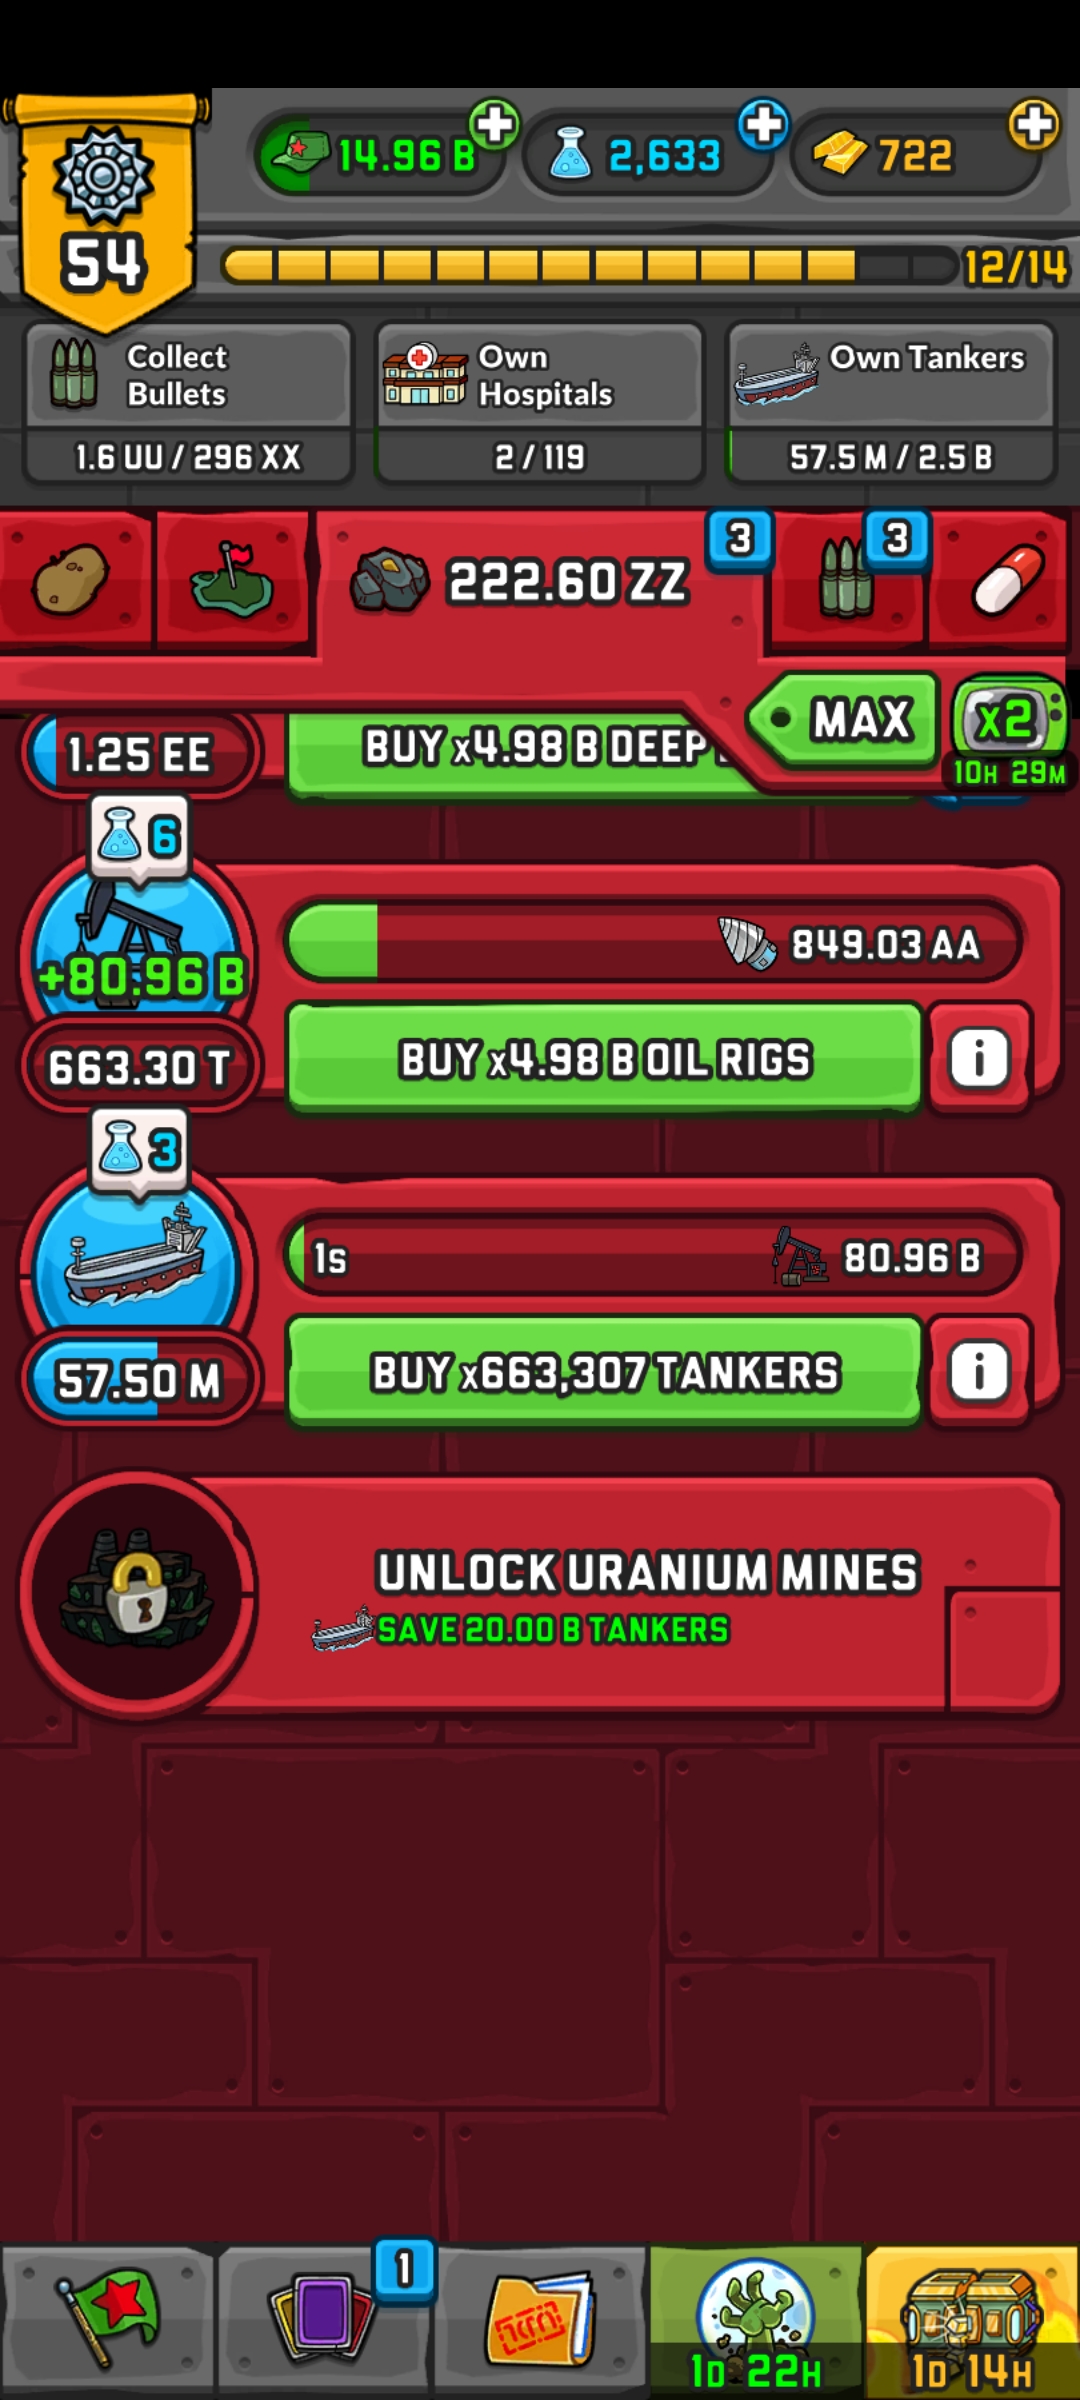 14.96 B
2,633
722
54
12/14
Collect
Bullets
Own
Hospitals
Own Tankers
1.6 UU / 296 XX
2 / 119
57.5 M / 2.5 B
222.60 ZZ
3
3
MAX
x2
10H 29M
1.25 EE
BUY x4.98 B DEEP
6
+80.96 B
849.03 AA
663.30 T
BUY x4.98 B OIL RIGS
i
3
1s
80.96 B
57.50 M
BUY x663,307 TANKERS
i
UNLOCK URANIUM MINES
SAVE 20.00 B TANKERS
1
1D 22H
1D 14H